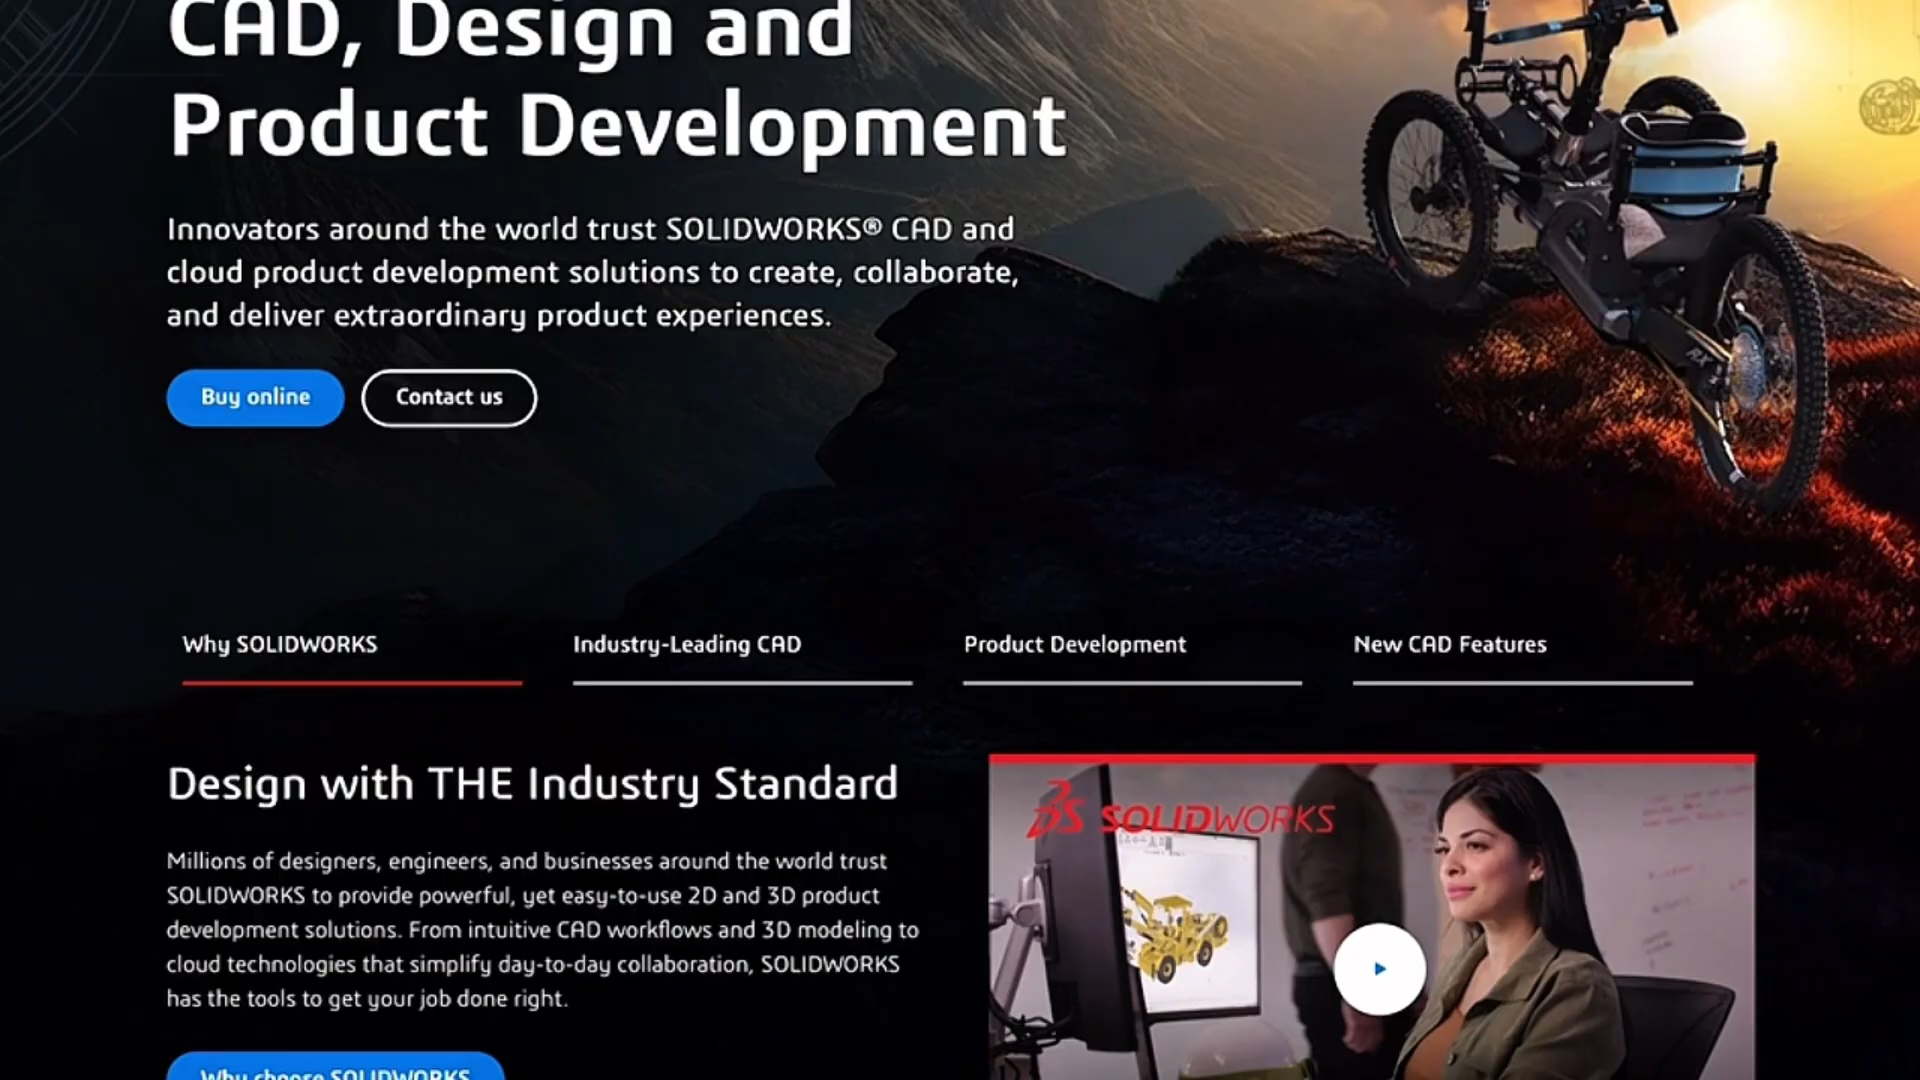 CAD, Design and
Product Development
Innovators around the world trust SOLIDWORKS® CAD and
cloud product development solutions to create, collaborate,
and deliver extraordinary product experiences.
Buy online
Contact us
Why SOLIDWORKS
Industry-Leading CAD
Product Development
New CAD Features
Design with THE Industry Standard
Millions of designers, engineers, and businesses around the world trust
SOLIDWORKS to provide powerful, yet easy-to-use 2D and 3D product
development solutions. From intuitive CAD workflows and 3D modeling to
cloud technologies that simplify day-to-day collaboration, SOLIDWORKS
has the tools to get your job done right.
Why choose SOLIDWORKS
SOLIDWORKS
RX